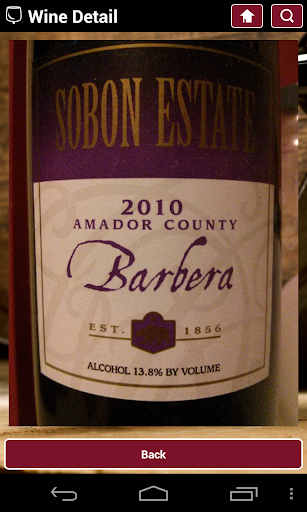 Wine Detail
SOBON ESTATE
2010
AMADOR COUNTY
Barbera
EST. 1856
ALCOHOL 13.8% BY VOLUME
Back